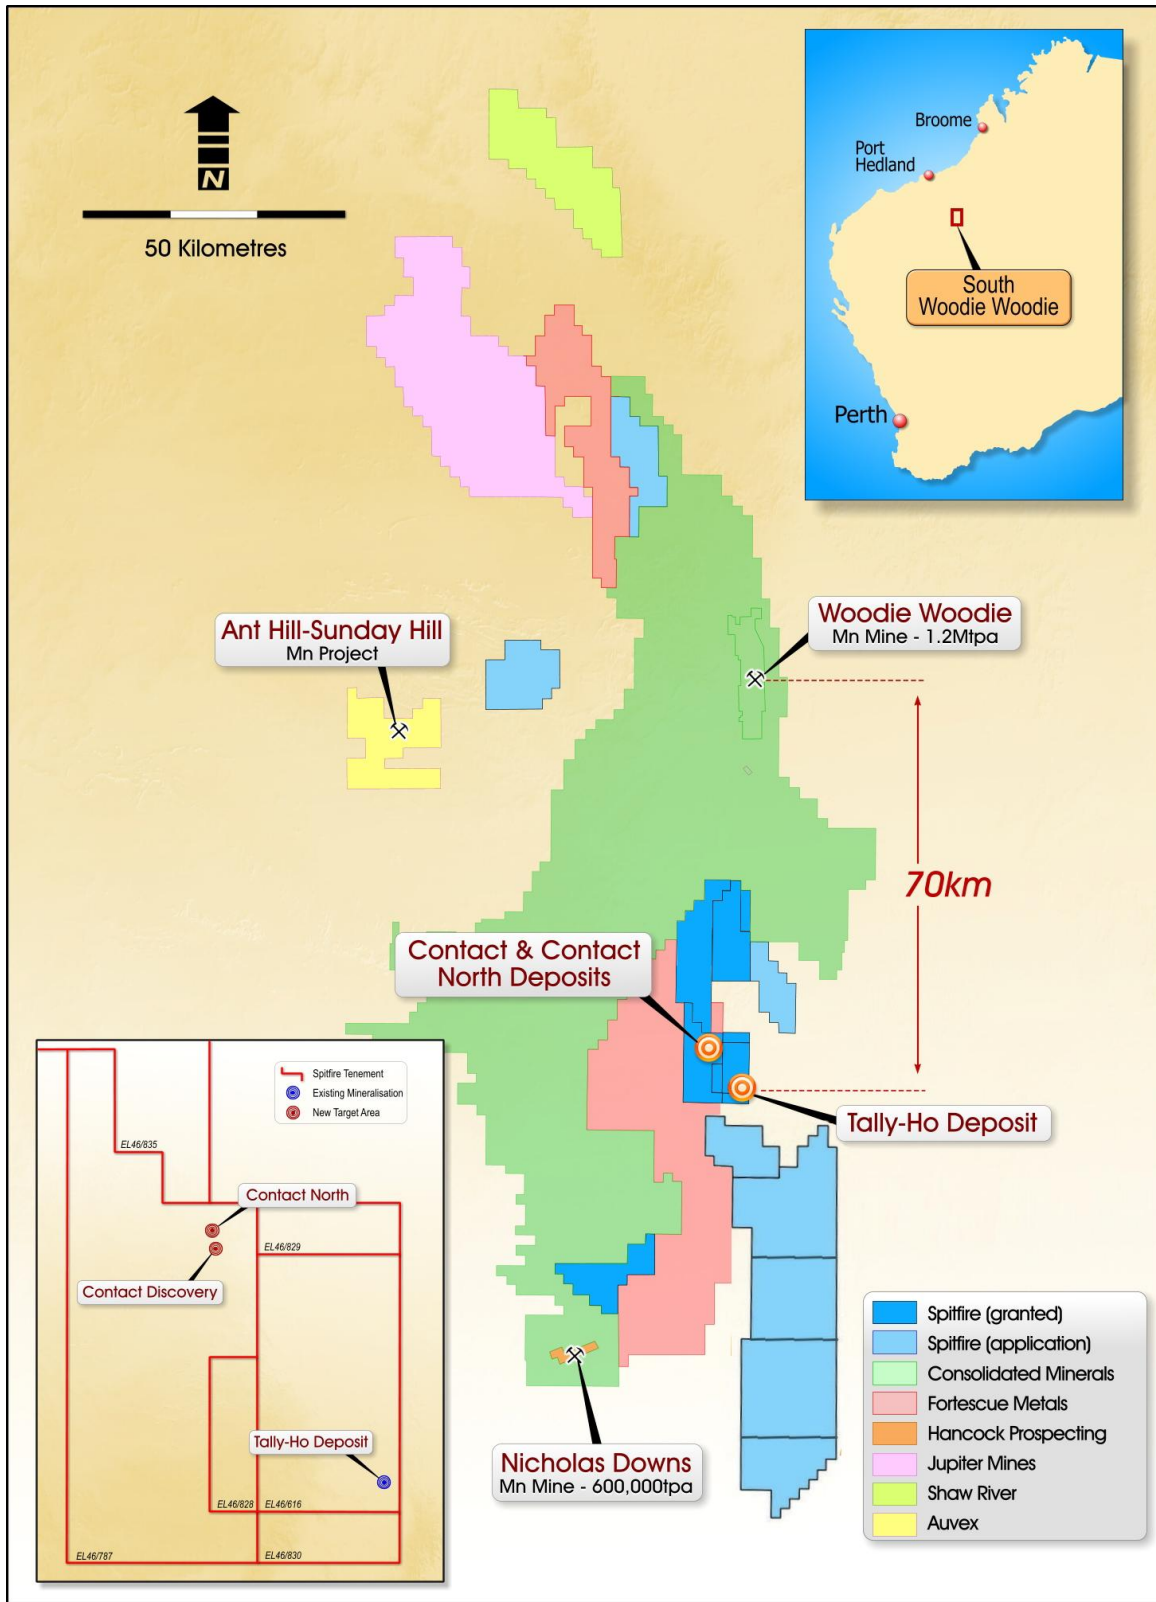 N
50 Kilometres
Broome
Port
Hedland
South
Woodie Woodie
Perth
Ant Hill-Sunday Hill
Mn Project
Woodie Woodie
Mn Mine - 1.2Mtpa
70km
Contact & Contact
North Deposits
Tally-Ho Deposit
Nicholas Downs
Mn Mine - 600,000tpa
Spitfire Tenement
Existing Mineralisation
New Target Area
EL46/835
Contact North
EL46/829
Contact Discovery
Tally-Ho Deposit
EL46/828
EL46/616
EL46/787
EL46/830
Spitfire (granted)
Spitfire (application)
Consolidated Minerals
Fortescue Metals
Hancock Prospecting
Jupiter Mines
Shaw River
Auvex